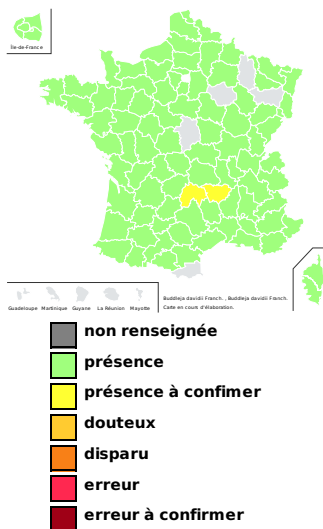 Île-de-France
Guadeloupe Martinique Guyane La Réunion Mayotte
Buddleja davidii Franch. , Buddleja davidii Franch.
Carte en cours d'élaboration.
non renseignée
présence
présence à confimer
douteux
disparu
erreur
erreur à confirmer